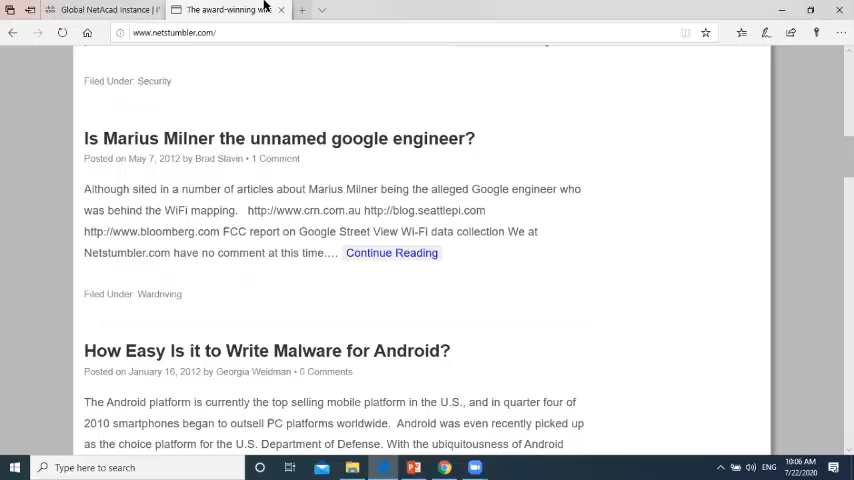 Global NetAcad Instance | I'
The award-winning
www.netstumbler.com/
Filed Under: Security
Is Marius Milner the unnamed google engineer?
Posted on May 7, 2012 by Brad Slavin • 1 Comment
Although sited in a number of articles about Marius Milner being the alleged Google engineer who
was behind the WiFi mapping. http://www.crn.com.au http://blog.seattlepi.com
http://www.bloomberg.com FCC report on Google Street View Wi-Fi data collection We at
Netstumbler.com have no comment at this time.… Continue Reading
Filed Under Wardriving
How Easy Is it to Write Malware for Android?
Posted on January 16, 2012 by Georgia Weidman • 0 Comments
The Android platform is currently the top selling mobile platform in the U.S., and in quarter four of
2010 smartphones began to outsell PC platforms worldwide. Android was even recently picked up
as the choice platform for the U.S. Department of Defense. With the ubiquitousness of Android
Type here to search
ENG
10:06 AM
7/22/2020